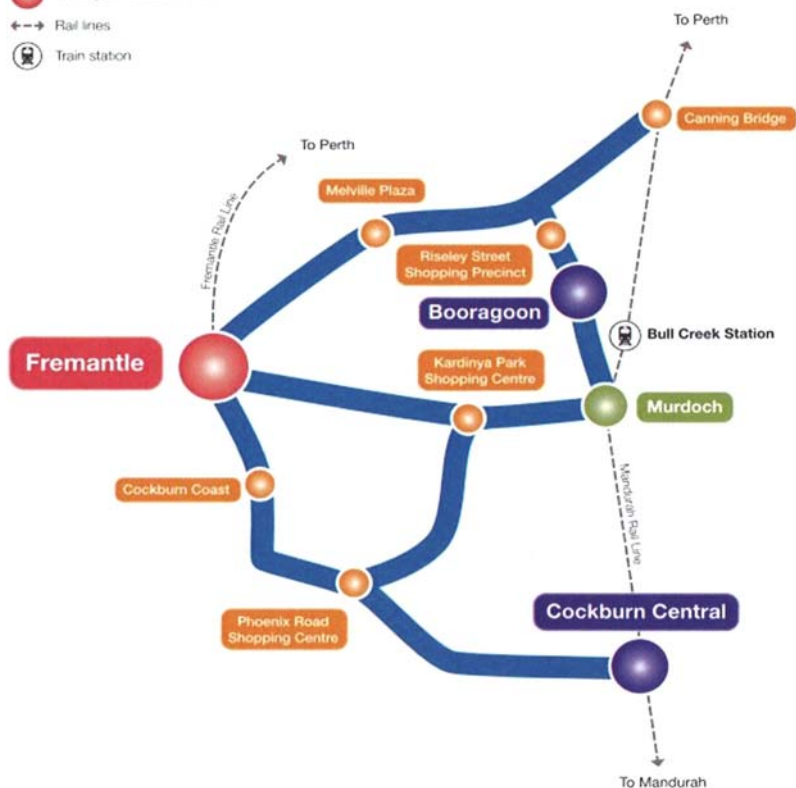 Rail lines
Train station
To Perth
Canning Bridge
To Perth
Fremantle Rail Line
Melville Plaza
Riseley Street
Shopping Precinct
Booragoon
Bull Creek Station
Fremantle
Kardinya Park
Shopping Centre
Murdoch
Cockburn Coast
Mandurah Rail Line
Phoenix Road
Shopping Centre
Cockburn Central
To Mandurah